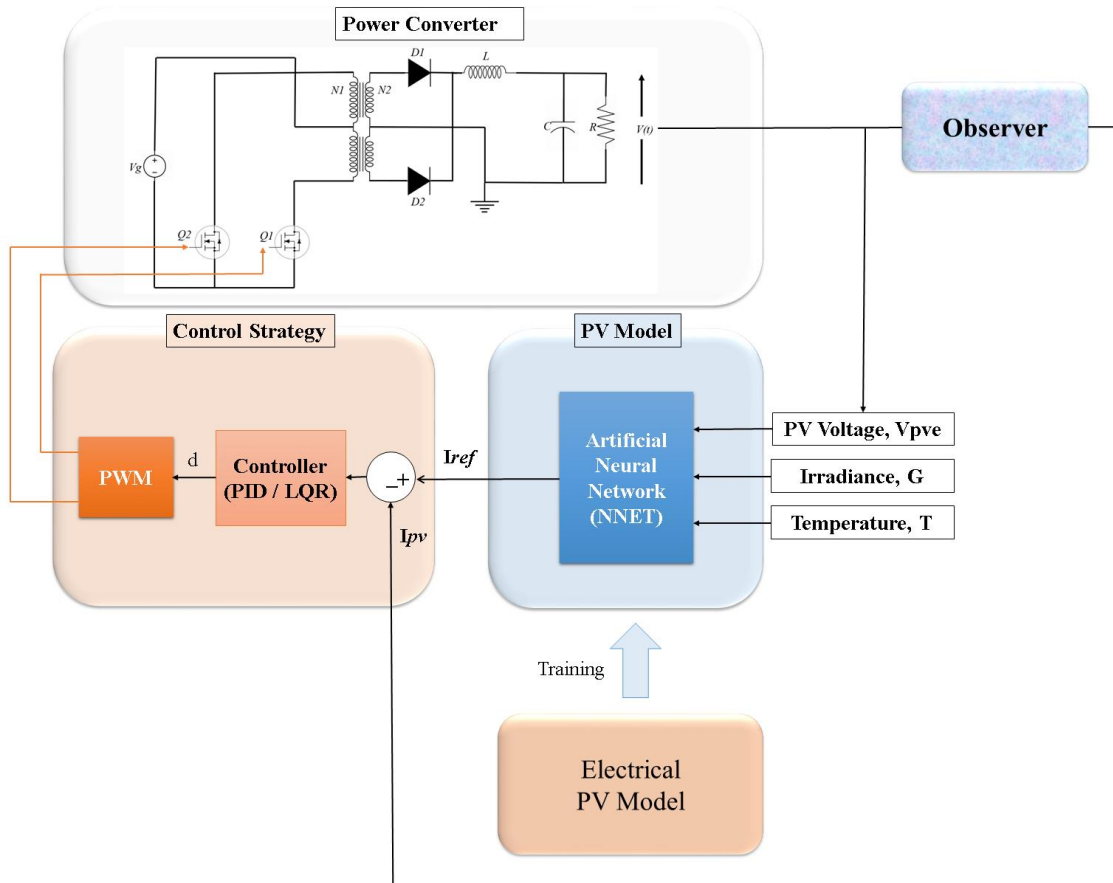 Power Converter
D1
L
N1
N2
Vg
+
−
C
R
V(t)
D2
Q2
Q1
Observer
Control Strategy
PV Model
PWM
d
Controller
(PID / LQR)
−+
Iref
Ipv
Artificial
Neural
Network
(NNET)
PV Voltage, Vpve
Irradiance, G
Temperature, T
Training
Electrical
PV Model